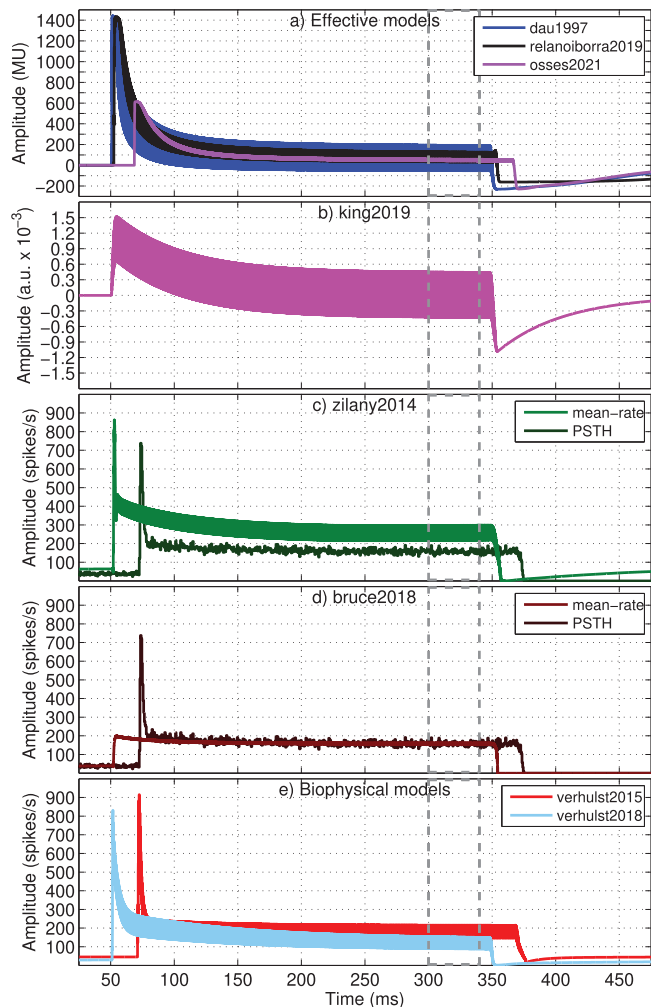 a) Effective models
dau1997
relanoiborra2019
osses2021
Amplitude (MU)
1400
1200
1000
800
600
400
200
0
−200
b) king2019
Amplitude (a.u. x 10−3)
1.5
1.2
0.9
0.6
0.3
0
−0.3
−0.6
−0.9
−1.2
−1.5
c) zilany2014
mean−rate
PSTH
Amplitude (spikes/s)
900
800
700
600
500
400
300
200
100
d) bruce2018
mean−rate
PSTH
Amplitude (spikes/s)
900
800
700
600
500
400
300
200
100
e) Biophysical models
verhulst2015
verhulst2018
Amplitude (spikes/s)
900
800
700
600
500
400
300
200
100
50 100 150 200 250 300 350 400 450
Time (ms)